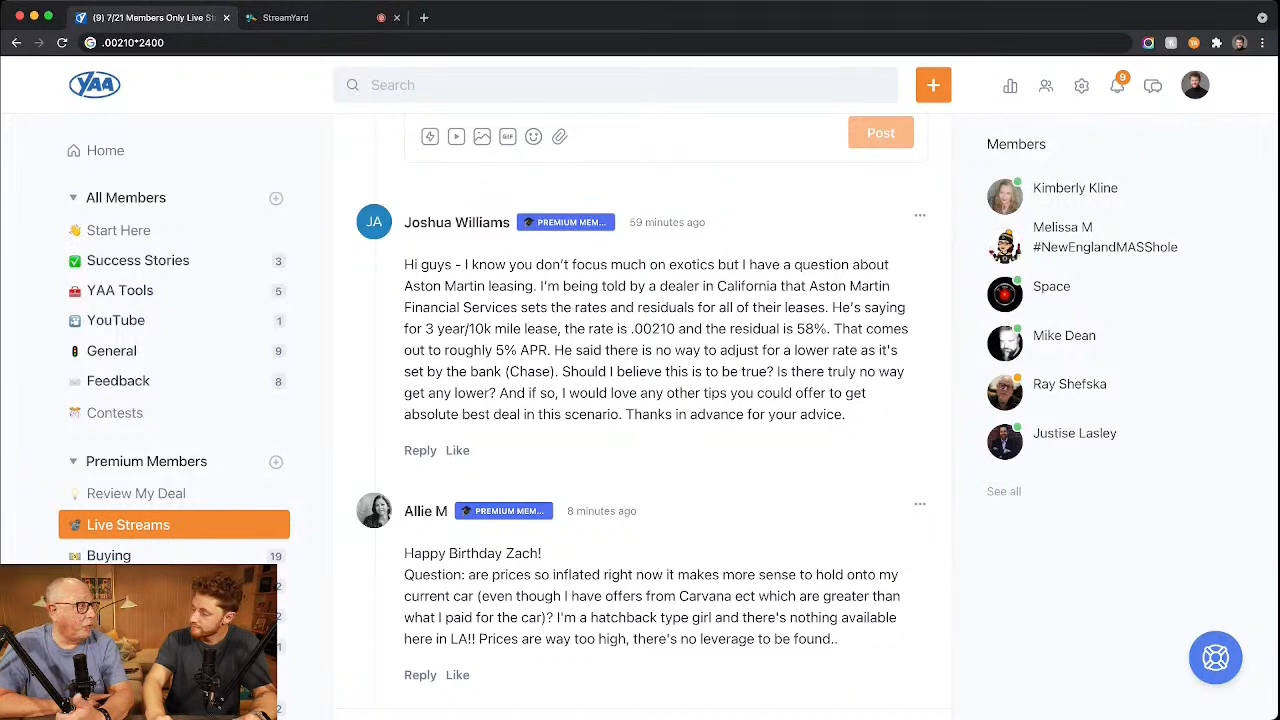 (9) 7/21 Members Only Live St
StreamYard
.00210*2400
YAA
Search
9
Home
All Members
Start Here
Success Stories 3
YAA Tools 5
YouTube 1
General 9
Feedback 8
Contests
Premium Members
Review My Deal
Live Streams
Buying 19
2
2
1
2
GIF
Post
JA
Joshua Williams PREMIUM MEM... 59 minutes ago
Hi guys - I know you don't focus much on exotics but I have a question about
Aston Martin leasing. I'm being told by a dealer in California that Aston Martin
Financial Services sets the rates and residuals for all of their leases. He's saying
for 3 year/10k mile lease, the rate is .00210 and the residual is 58%. That comes
out to roughly 5% APR. He said there is no way to adjust for a lower rate as it's
set by the bank (Chase). Should I believe this is to be true? Is there truly no way
get any lower? And if so, I would love any other tips you could offer to get
absolute best deal in this scenario. Thanks in advance for your advice.
Reply Like
Allie M PREMIUM MEM... 8 minutes ago
Happy Birthday Zach!
Question: are prices so inflated right now it makes more sense to hold onto my
current car (even though I have offers from Carvana ect which are greater than
what I paid for the car)? I'm a hatchback type girl and there's nothing available
here in LA!! Prices are way too high, there's no leverage to be found..
Reply Like
Members
Kimberly Kline
Melissa M
#NewEnglandMASShole
Space
Mike Dean
Ray Shefska
Justise Lasley
See all